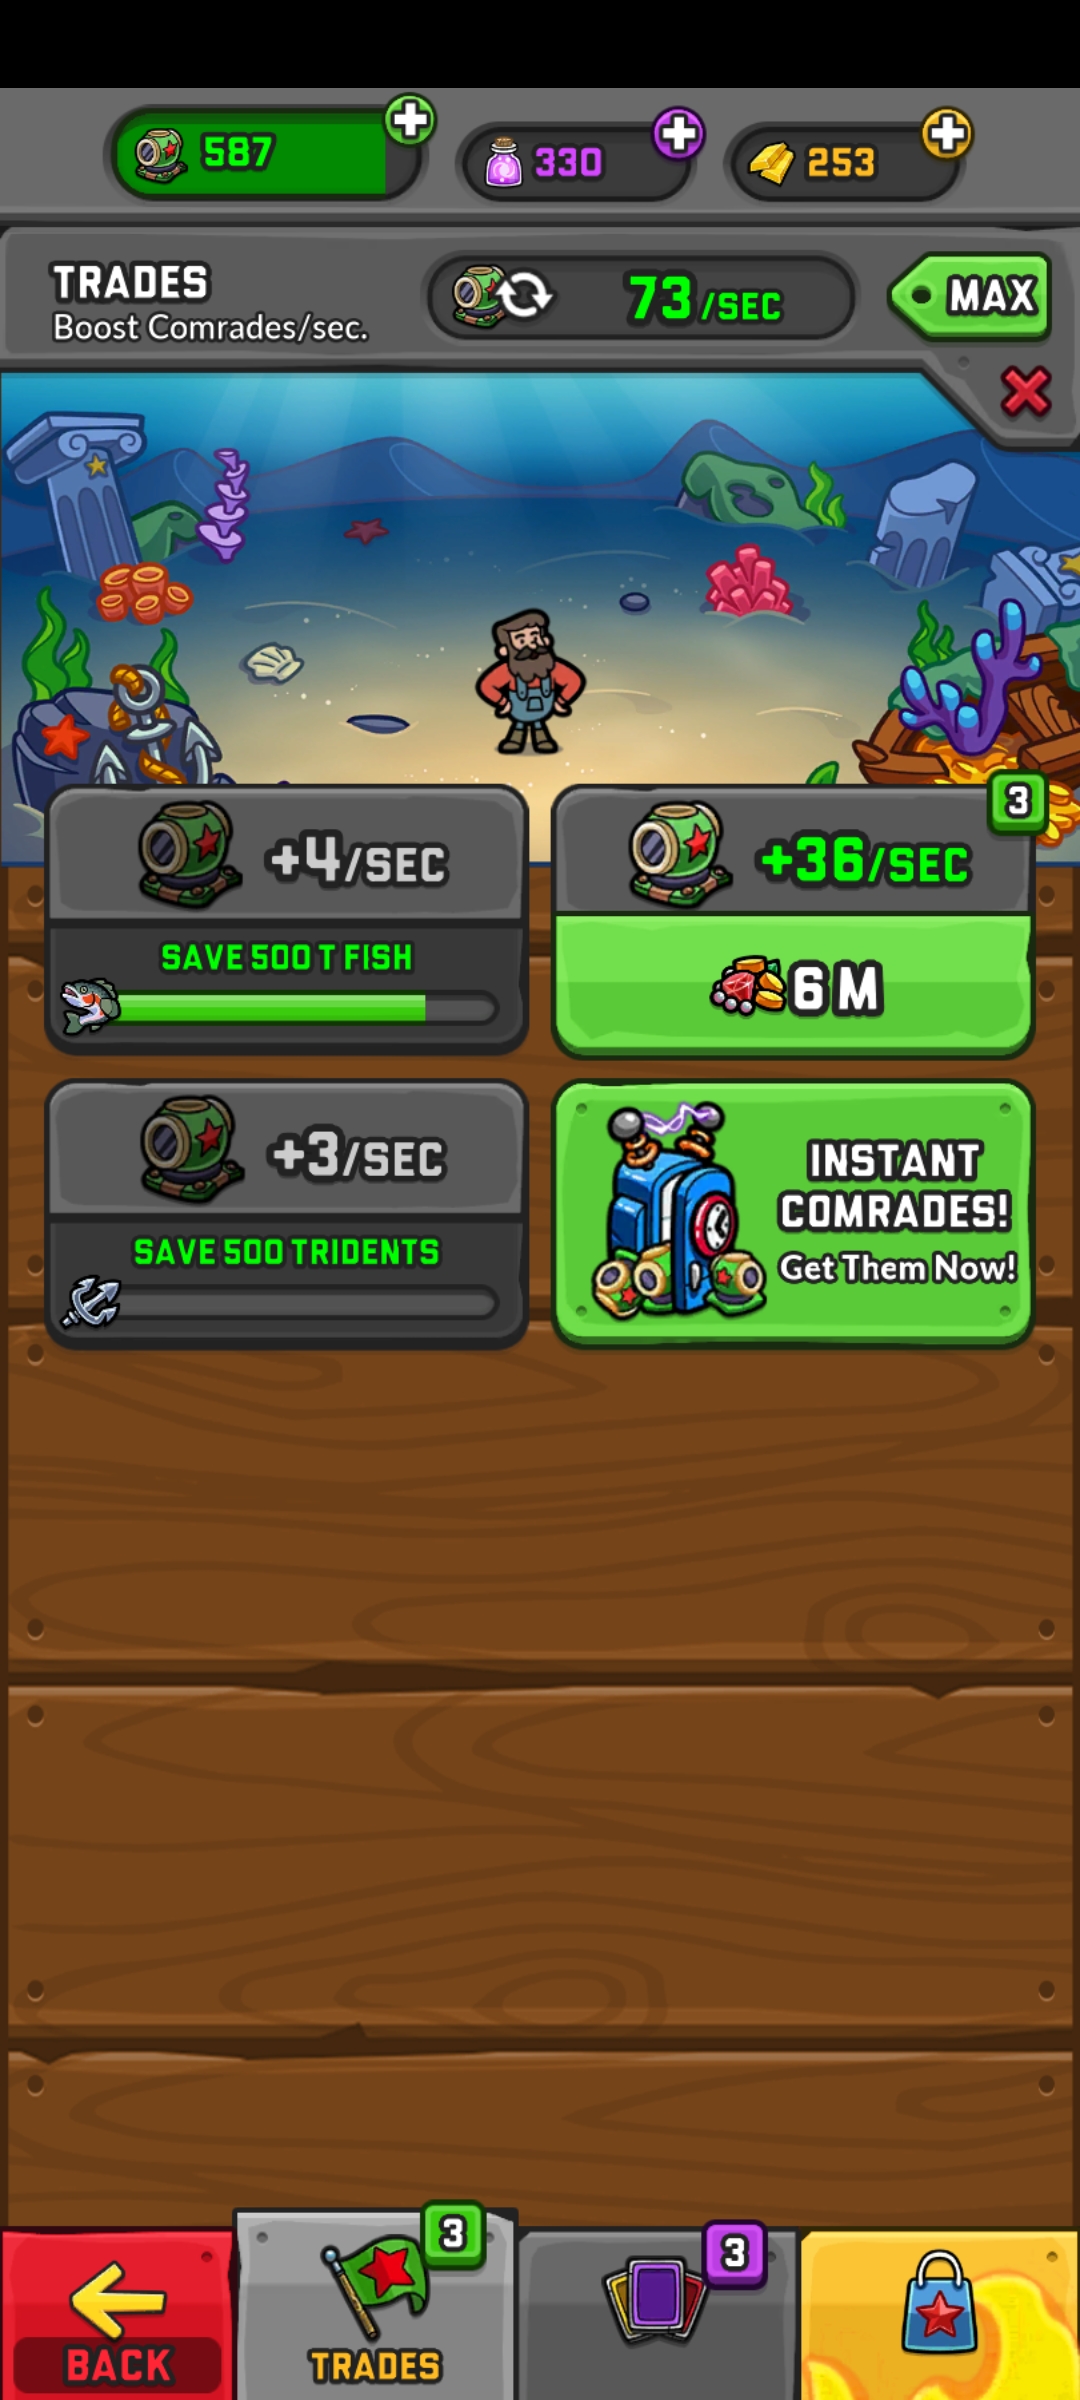 587
330
253
TRADES
Boost Comrades/sec.
73/SEC
MAX
+4/SEC
SAVE 500 T FISH
3
+36/SEC
6 M
+3/SEC
SAVE 500 TRIDENTS
INSTANT
COMRADES!
Get Them Now!
BACK
3
TRADES
3